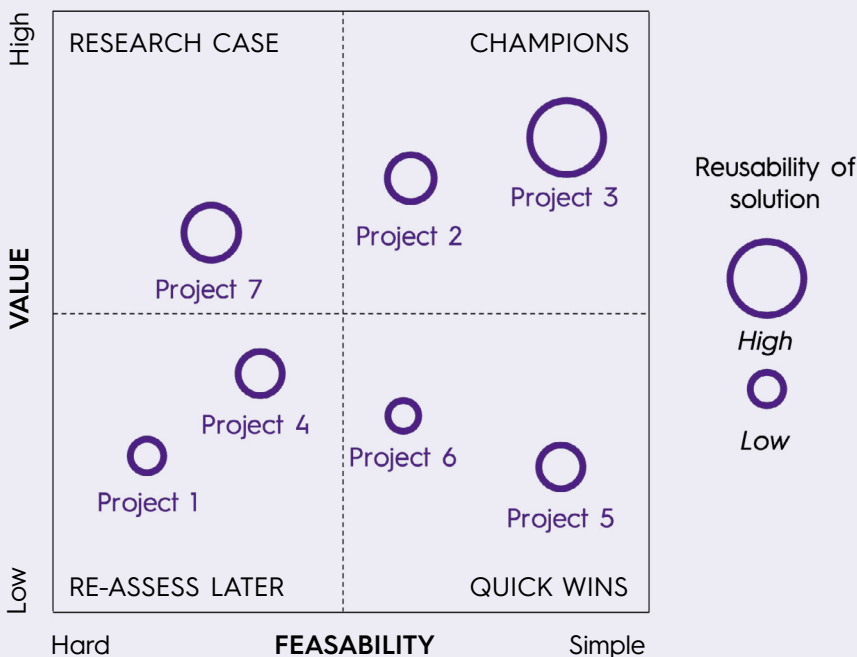 High
RESEARCH CASE
CHAMPIONS
Project 3
Project 2
Project 7
VALUE
Project 4
Project 6
Project 1
Project 5
Low
RE-ASSESS LATER
QUICK WINS
Hard
FEASABILITY
Simple
Reusability of
solution
High
Low